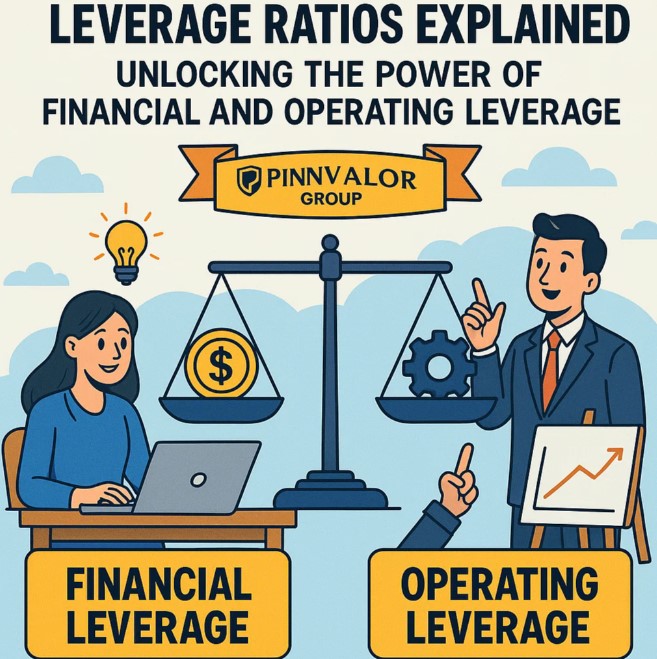 LEVERAGE RATIOS EXPLAINED
UNLOCKING THE POWER OF
FINANCIAL AND OPERATING LEVERAGE
PINNVALOR
GROUP
$
FINANCIAL
LEVERAGE
OPERATING
LEVERAGE